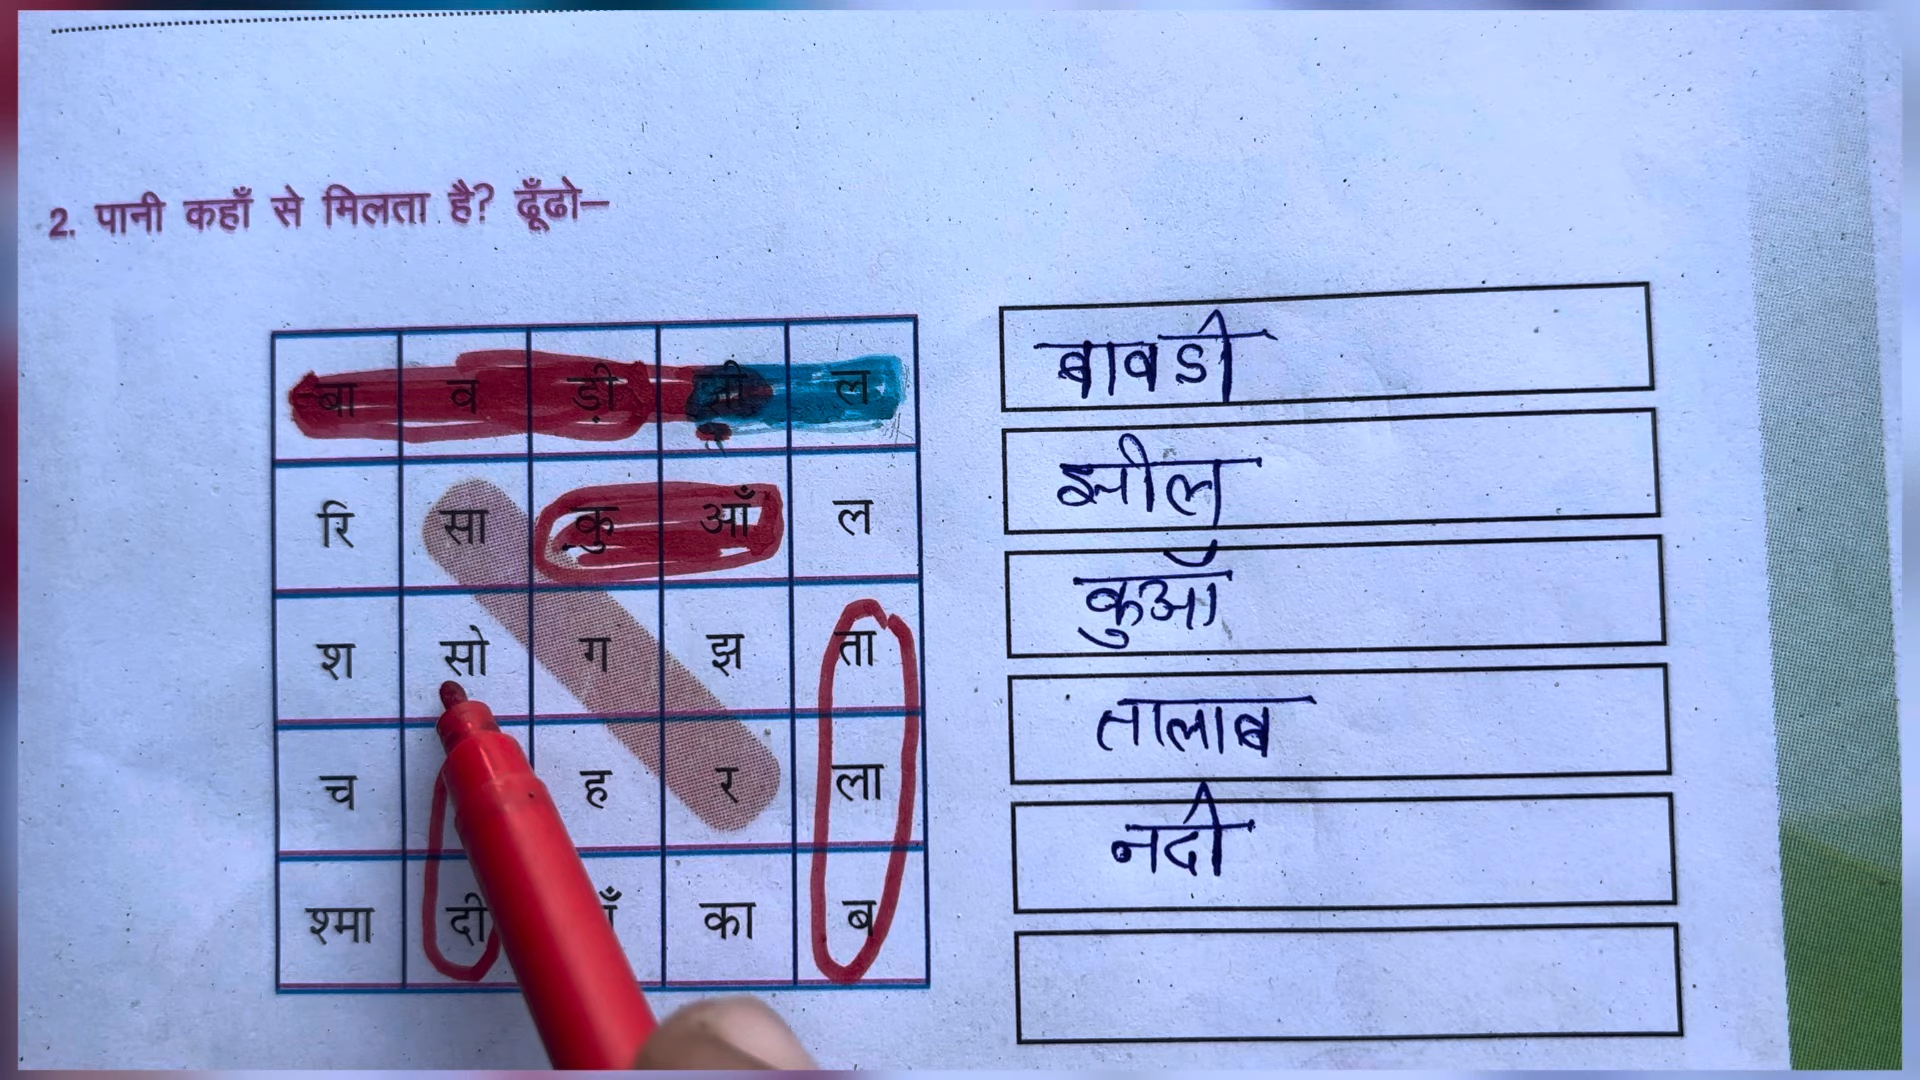 2. पानी कहाँ से मिलता है? ढूँढो–
बा व ड़ी झी ल
रि सा कु आँ ल
श सो ग झ ता
च ह र ला
श्मा दी का ब
बावडी
झील
कुआँ
तालाब
नदी